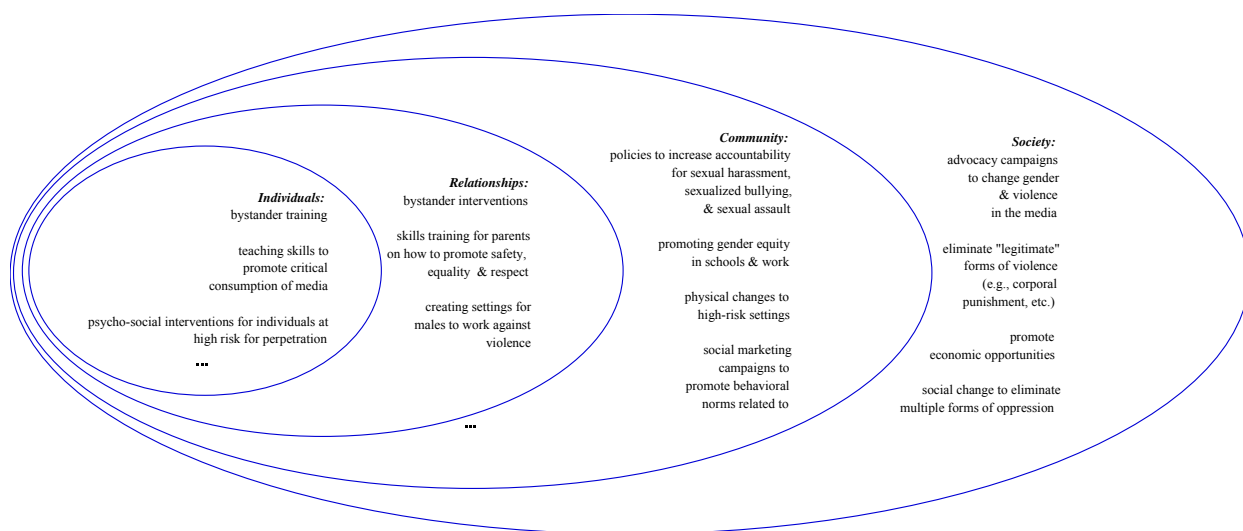 Individuals:
bystander training
teaching skills to
promote critical
consumption of media
psycho-social interventions for individuals at
high risk for perpetration
...
Relationships:
bystander interventions
skills training for parents
on how to promote safety,
equality & respect
creating settings for
males to work against
violence
...
Community:
policies to increase accountability
for sexual harassment,
sexualized bullying,
& sexual assault
promoting gender equity
in schools & work
physical changes to
high-risk settings
social marketing
campaigns to
promote behavioral
norms related to
Society:
advocacy campaigns
to change gender
& violence
in the media
eliminate "legitimate"
forms of violence
(e.g., corporal
punishment, etc.)
promote
economic opportunities
social change to eliminate
multiple forms of oppression